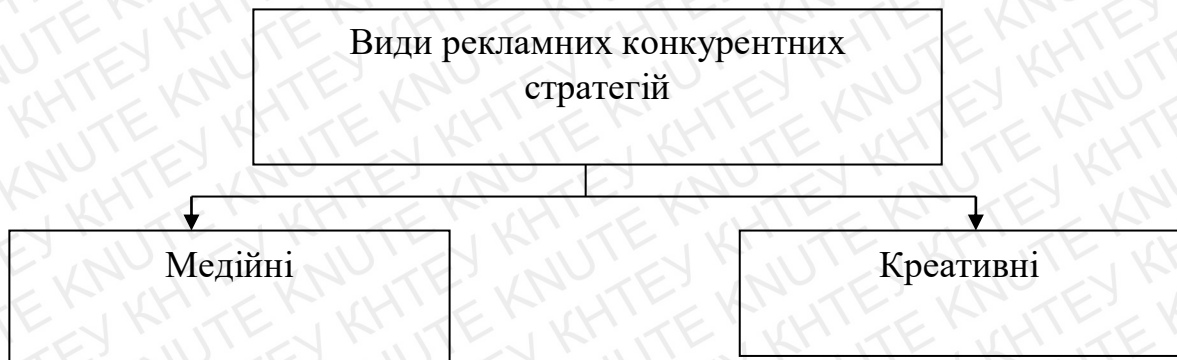 Види рекламних конкурентних
стратегій
Медійні
Креативні